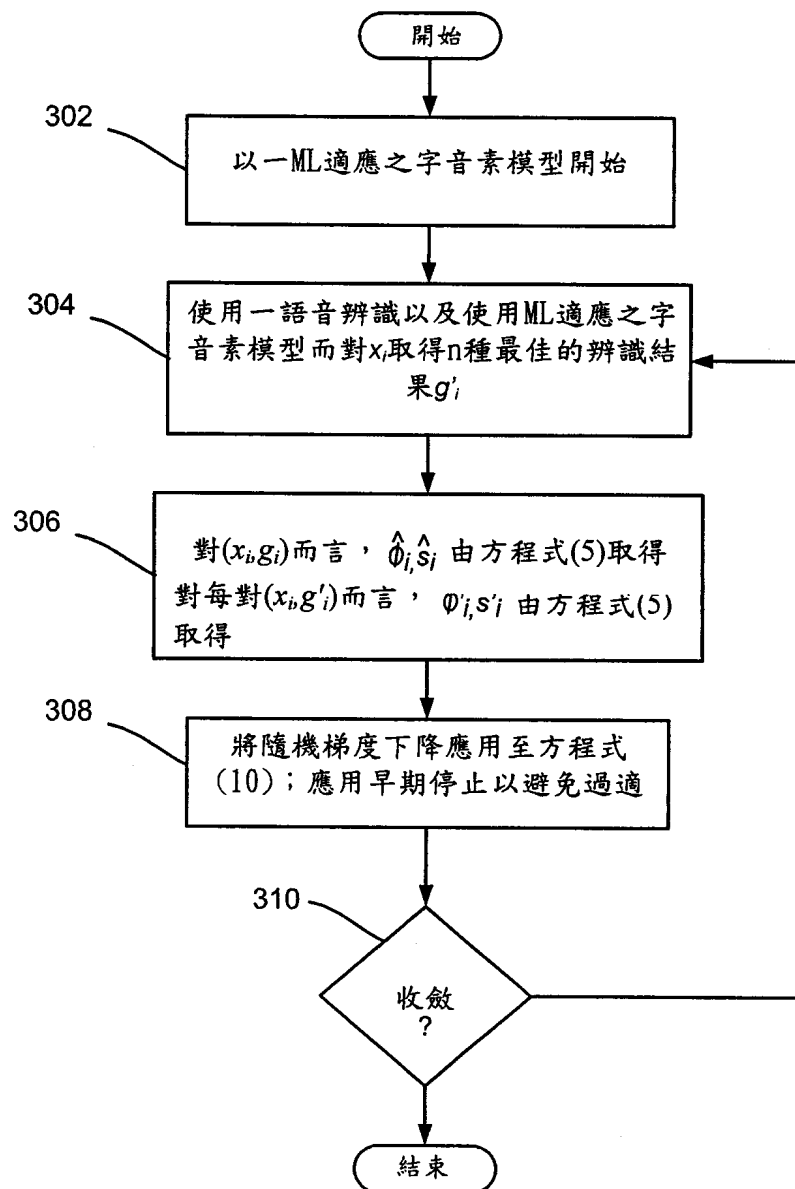 開始
302
以一ML適應之字音素模型開始
304
使用一語音辨識以及使用ML適應之字
音素模型而對xᵢ取得n種最佳的辨識結
果g'ᵢ
306
對(xᵢ,gᵢ)而言，φ̂ᵢ,ŝᵢ 由方程式(5)取得
對每對(xᵢ,g'ᵢ)而言，φ'ᵢ,s'ᵢ 由方程式(5)
取得
308
將隨機梯度下降應用至方程式
(10)；應用早期停止以避免過適
310
收斂
?
結束